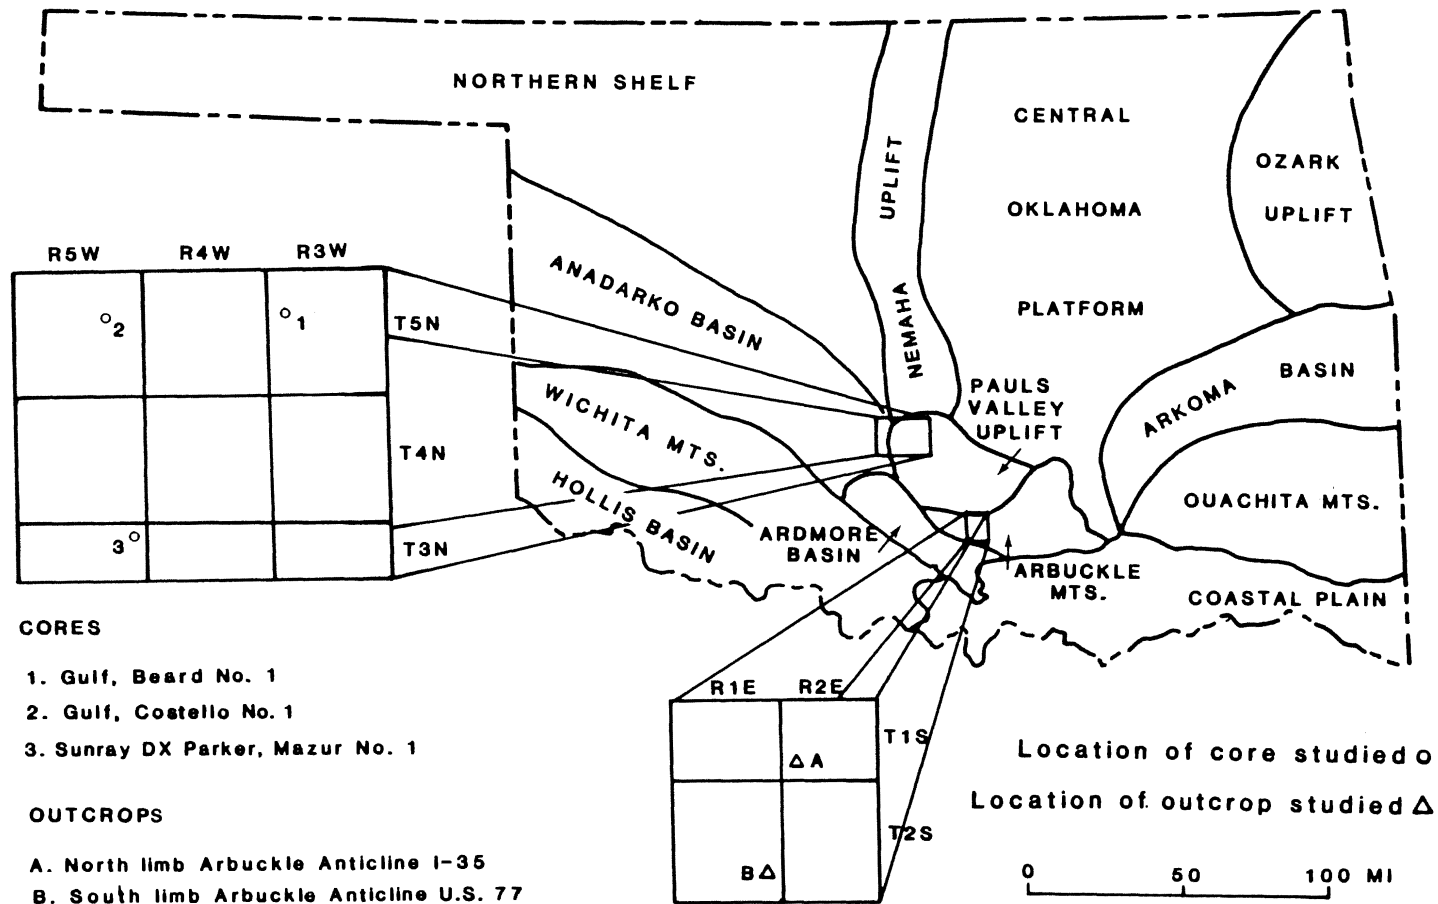 NORTHERN SHELF
NEMAHA UPLIFT
CENTRAL
OKLAHOMA
PLATFORM
OZARK
UPLIFT
R5W R4W R3W
2
1
T5N
T4N
3
T3N
ANADARKO BASIN
WICHITA MTS.
HOLLIS BASIN
PAULS
VALLEY
UPLIFT
ARKOMA BASIN
OUACHITA MTS.
ARDMORE
BASIN
ARBUCKLE
MTS.
COASTAL PLAIN
CORES
1. Gulf, Beard No. 1
2. Gulf, Costello No. 1
3. Sunray DX Parker, Mazur No. 1
OUTCROPS
A. North limb Arbuckle Anticline I-35
B. South limb Arbuckle Anticline U.S. 77
R1E R2E
T1S
A
T2S
B
Location of core studied o
Location of outcrop studied Δ
0 50 100 MI